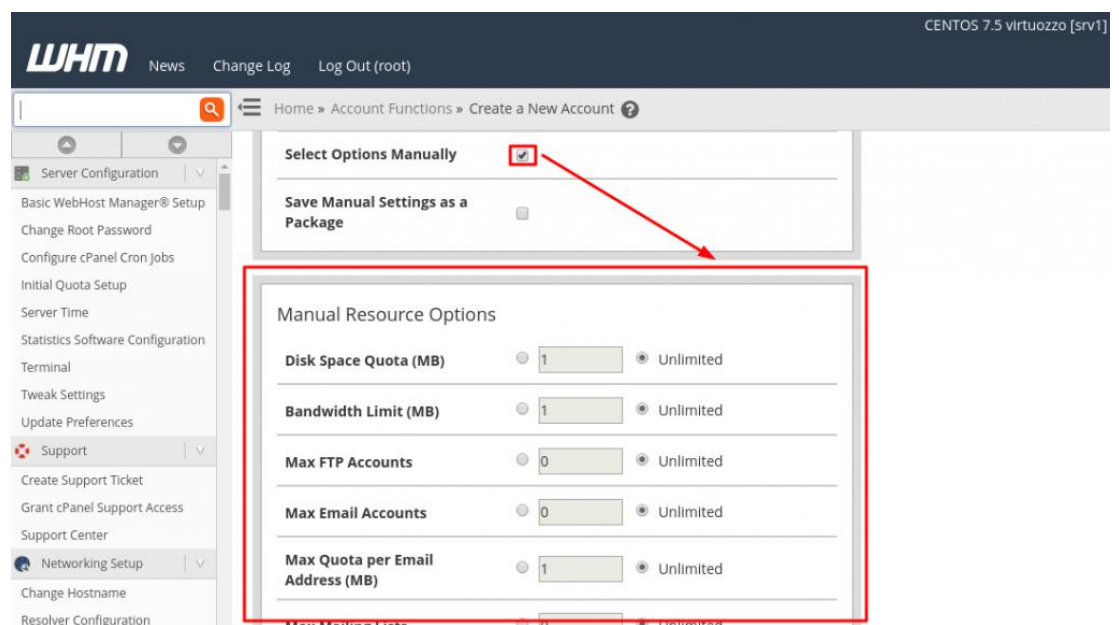 CENTOS 7.5 virtuozzo [srv1]
WHM News Change Log Log Out (root)
Home » Account Functions » Create a New Account
Server Configuration
Basic WebHost Manager® Setup
Change Root Password
Configure cPanel Cron Jobs
Initial Quota Setup
Server Time
Statistics Software Configuration
Terminal
Tweak Settings
Update Preferences
Support
Create Support Ticket
Grant cPanel Support Access
Support Center
Networking Setup
Change Hostname
Resolver Configuration
Select Options Manually
Save Manual Settings as a
Package
Manual Resource Options
Disk Space Quota (MB) 1 Unlimited
Bandwidth Limit (MB) 1 Unlimited
Max FTP Accounts 0 Unlimited
Max Email Accounts 0 Unlimited
Max Quota per Email
Address (MB) 1 Unlimited
Max Mailing Lists 0 Unlimited